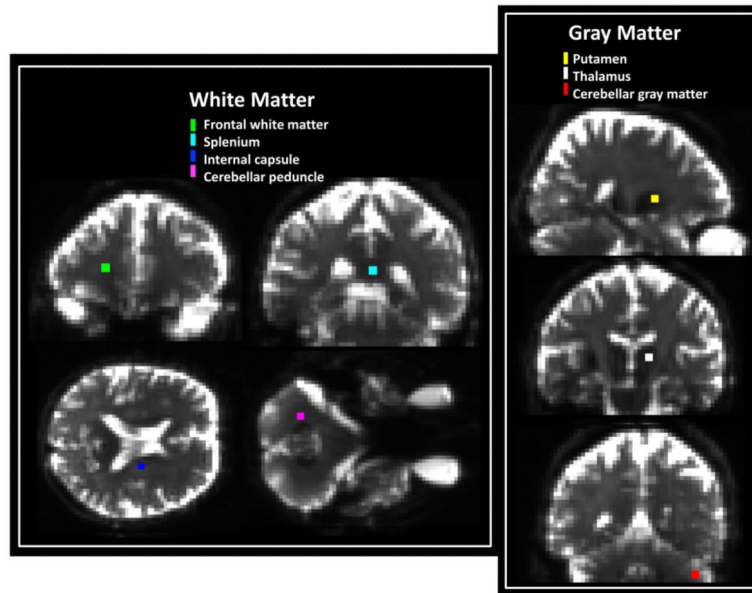 White Matter
Frontal white matter
Splenium
Internal capsule
Cerebellar peduncle
Gray Matter
Putamen
Thalamus
Cerebellar gray matter